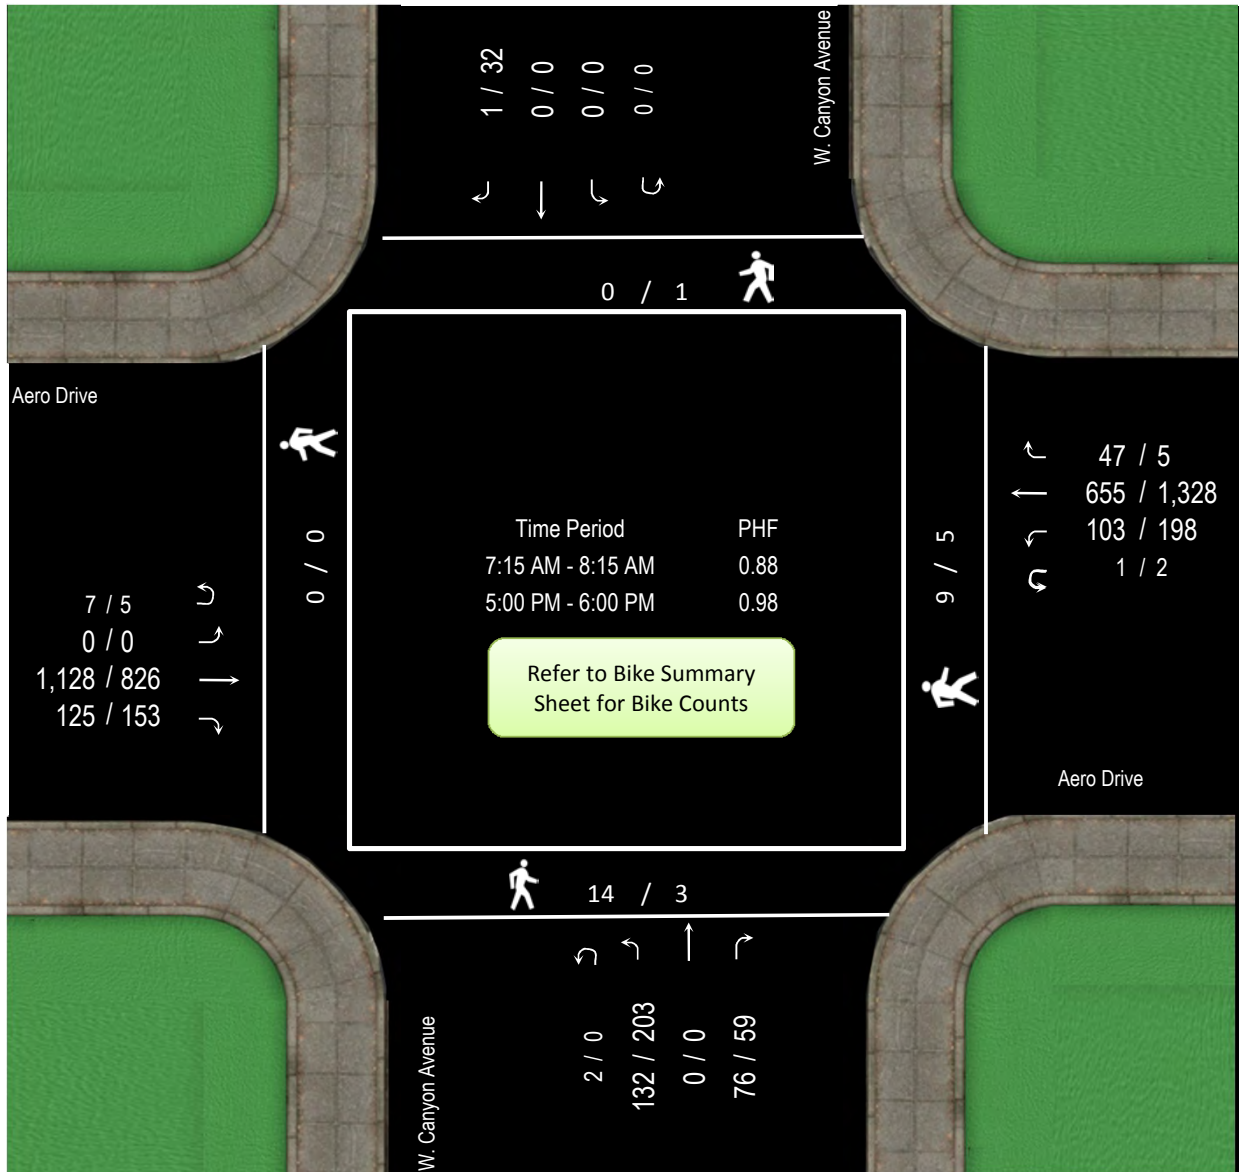 1 / 32
0 / 0
0 / 0
0 / 0
W. Canyon Avenue
0 / 1
Aero Drive
0 / 0
7 / 5
0 / 0
1,128 / 826
125 / 153
Time Period PHF
7:15 AM - 8:15 AM 0.88
5:00 PM - 6:00 PM 0.98
Refer to Bike Summary
Sheet for Bike Counts
9 / 5
47 / 5
655 / 1,328
103 / 198
1 / 2
Aero Drive
14 / 3
W. Canyon Avenue
2 / 0
132 / 203
0 / 0
76 / 59